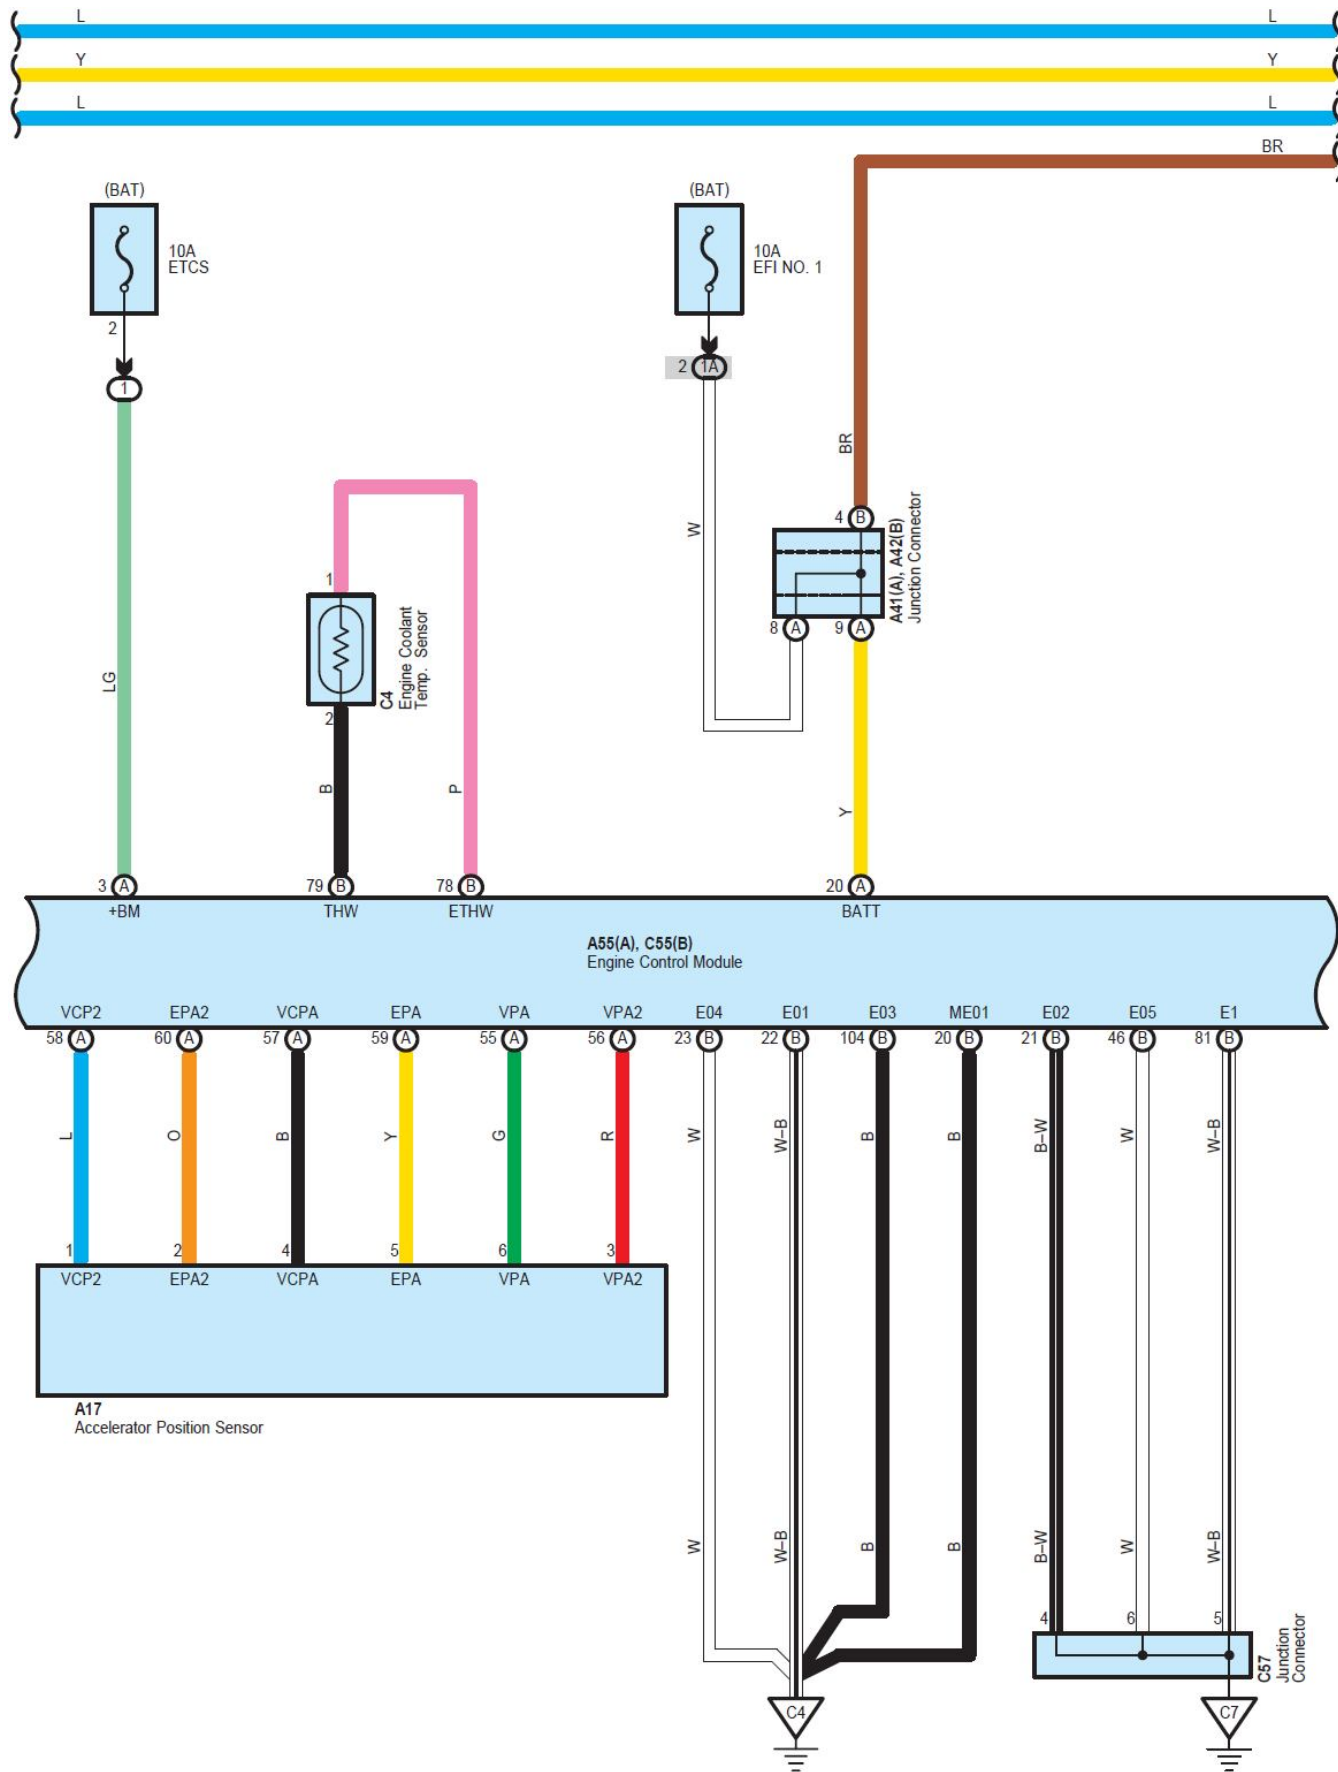 L L
Y Y
L L
BR
(BAT) (BAT)
10A
ETCS
10A
EFI NO. 1
2
1
2 1A
BR
W
4 B
A41(A), A42(B)
Junction Connector
1
C4
Engine Coolant
Temp. Sensor
8 A 9 A
LG
2
B
P
Y
3 A 79 B 78 B 20 A
+BM THW ETHW BATT
A55(A), C55(B)
Engine Control Module
VCP2 EPA2 VCPA EPA VPA VPA2 E04 E01 E03 ME01 E02 E05 E1
58 A 60 A 57 A 59 A 55 A 56 A 23 B 22 B 104 B 20 B 21 B 46 B 81 B
L O B Y G R W W–B B B B–W W W–B
1 2 4 5 6 3
VCP2 EPA2 VCPA EPA VPA VPA2
A17
Accelerator Position Sensor
W W–B B B B–W W W–B
4 6 5
C57
Junction
Connector
C4 C7